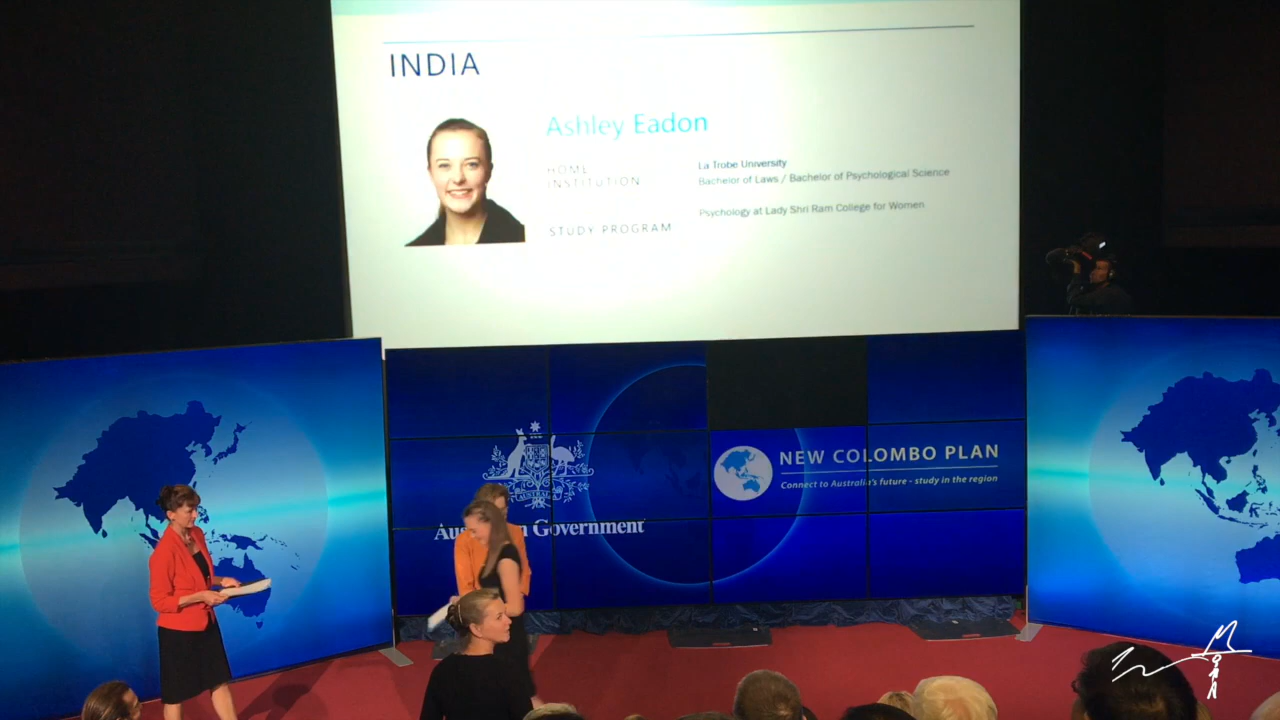 INDIA
Ashley Eadon
HOME
INSTITUTION
La Trobe University
Bachelor of Laws / Bachelor of Psychological Science
STUDY PROGRAM
Psychology at Lady Shri Ram College for Women
AUSTRALIA
Government
NEW COLOMBO PLAN
Connect to Australia's future - study in the region